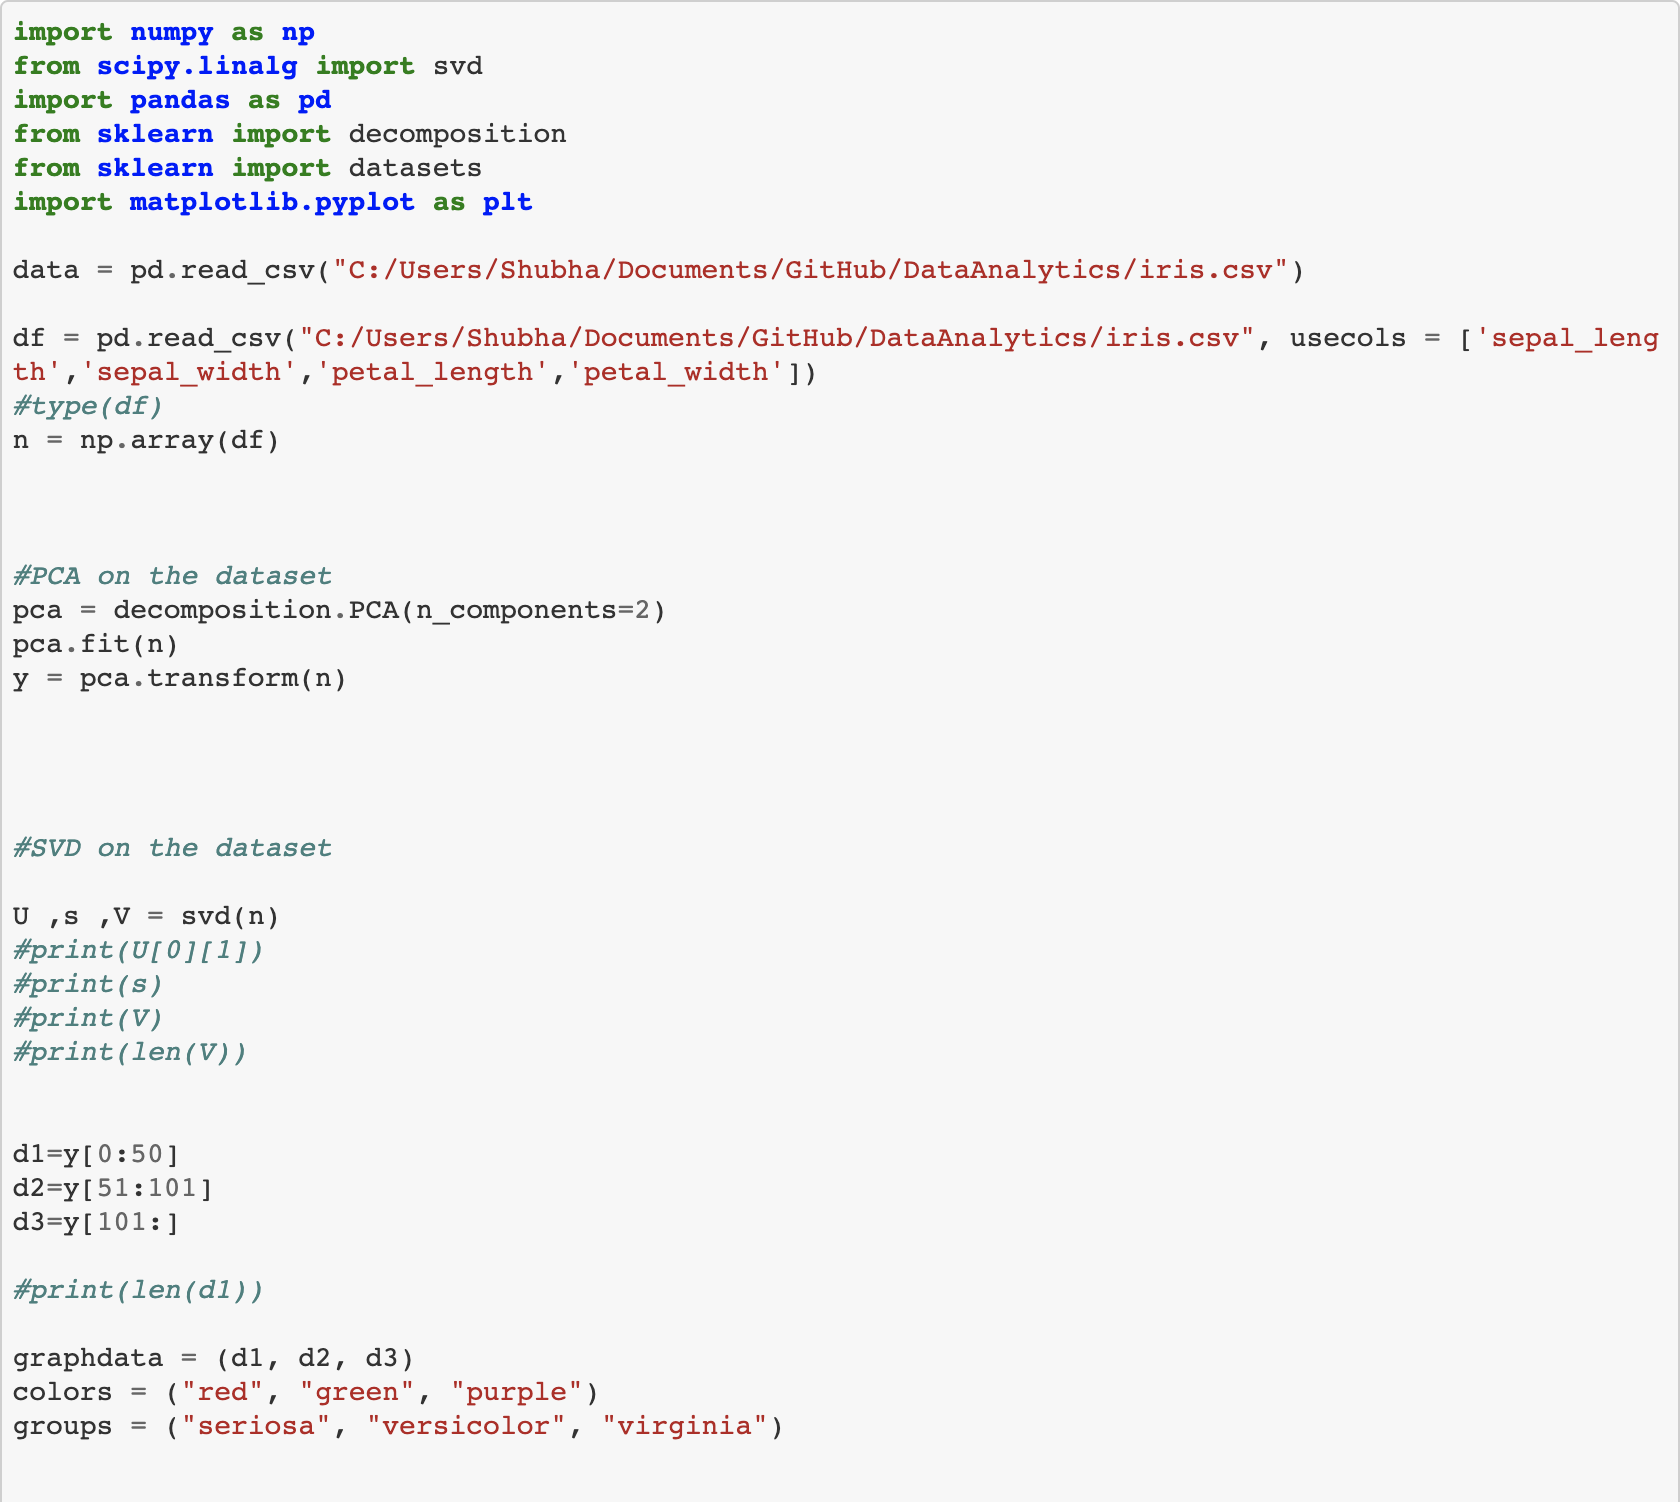 import numpy as np
from scipy.linalg import svd
import pandas as pd
from sklearn import decomposition
from sklearn import datasets
import matplotlib.pyplot as plt
data = pd.read_csv("C:/Users/Shubha/Documents/GitHub/DataAnalytics/iris.csv")
df = pd.read_csv("C:/Users/Shubha/Documents/GitHub/DataAnalytics/iris.csv", usecols = ['sepal_leng
th','sepal_width','petal_length','petal_width'])
#type(df)
n = np.array(df)
#PCA on the dataset
pca = decomposition.PCA(n_components=2)
pca.fit(n)
y = pca.transform(n)
#SVD on the dataset
U ,s ,V = svd(n)
#print(U[0][1])
#print(s)
#print(V)
#print(len(V))
d1=y[0:50]
d2=y[51:101]
d3=y[101:]
#print(len(d1))
graphdata = (d1, d2, d3)
colors = ("red", "green", "purple")
groups = ("seriosa", "versicolor", "virginia")